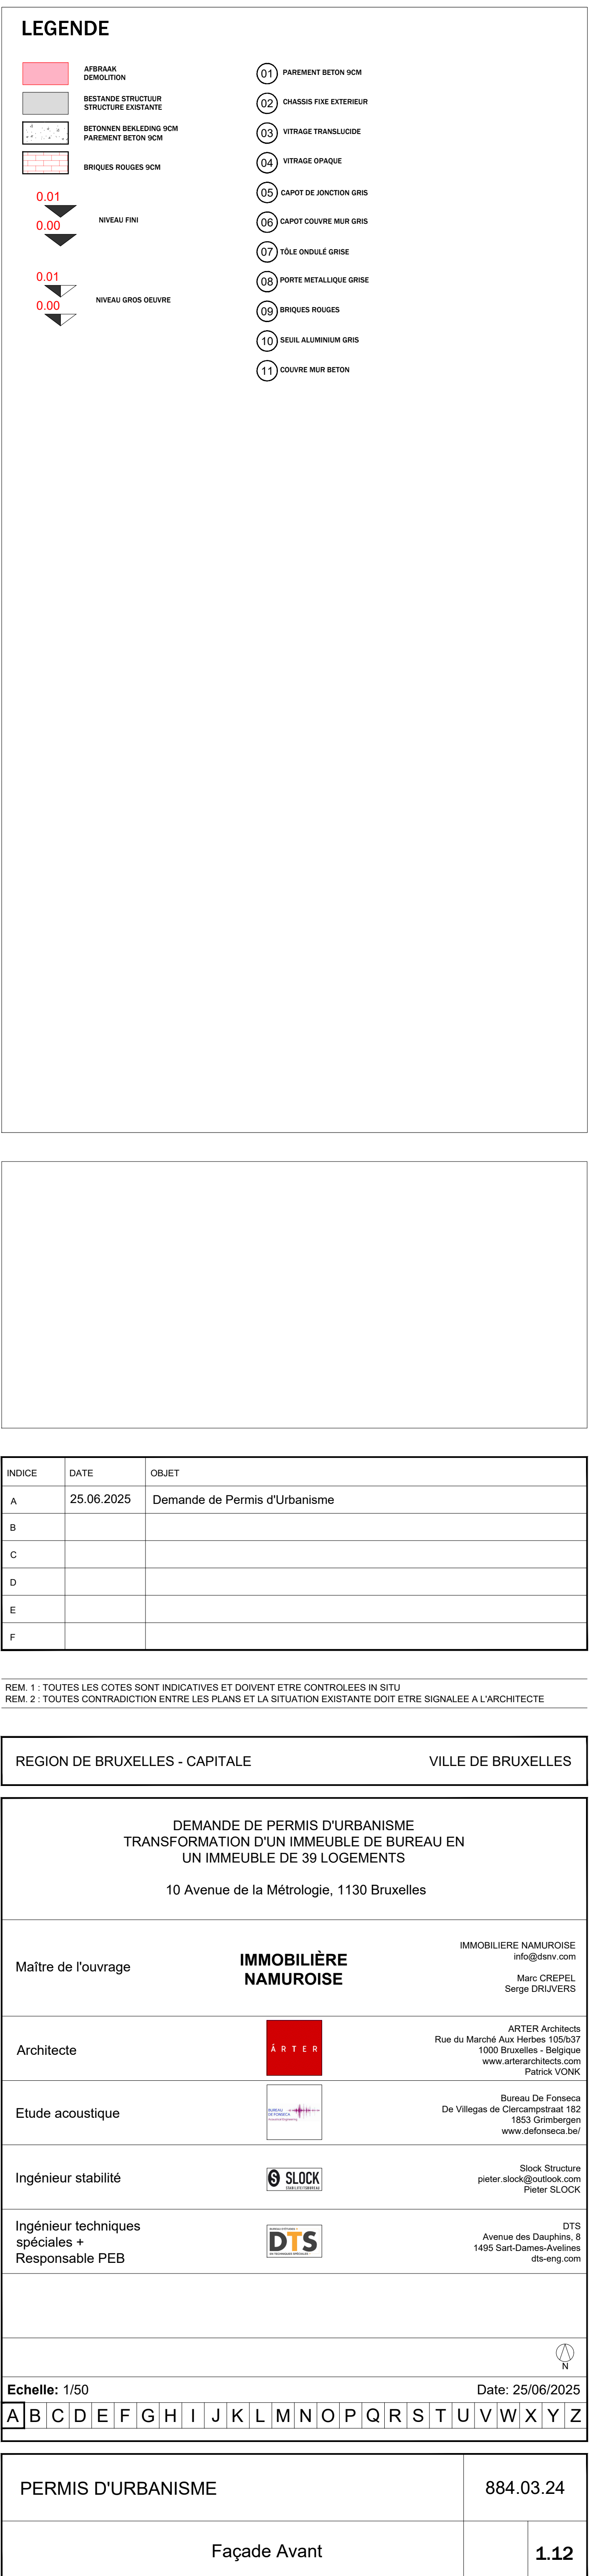 LEGENDE
AFBRAAK
DEMOLITION
BESTANDE STRUCTUUR
STRUCTURE EXISTANTE
BETONNEN BEKLEDING 9CM
PAREMENT BETON 9CM
BRIQUES ROUGES 9CM
0.01
0.00
NIVEAU FINI
0.01
0.00
NIVEAU GROS OEUVRE
01 PAREMENT BETON 9CM
02 CHASSIS FIXE EXTERIEUR
03 VITRAGE TRANSLUCIDE
04 VITRAGE OPAQUE
05 CAPOT DE JONCTION GRIS
06 CAPOT COUVRE MUR GRIS
07 TÔLE ONDULÉ GRISE
08 PORTE METALLIQUE GRISE
09 BRIQUES ROUGES
10 SEUIL ALUMINIUM GRIS
11 COUVRE MUR BETON
INDICE DATE OBJET
A 25.06.2025 Demande de Permis d'Urbanisme
B
C
D
E
F
REM. 1 : TOUTES LES COTES SONT INDICATIVES ET DOIVENT ETRE CONTROLEES IN SITU
REM. 2 : TOUTES CONTRADICTION ENTRE LES PLANS ET LA SITUATION EXISTANTE DOIT ETRE SIGNALEE A L'ARCHITECTE
REGION DE BRUXELLES - CAPITALE VILLE DE BRUXELLES
DEMANDE DE PERMIS D'URBANISME
TRANSFORMATION D'UN IMMEUBLE DE BUREAU EN
UN IMMEUBLE DE 39 LOGEMENTS
10 Avenue de la Métrologie, 1130 Bruxelles
Maître de l'ouvrage
IMMOBILIÈRE
NAMUROISE
IMMOBILIERE NAMUROISE
info@dsnv.com
Marc CREPEL
Serge DRIJVERS
Architecte
ÅRTER
ARTER Architects
Rue du Marché Aux Herbes 105/b37
1000 Bruxelles - Belgique
www.arterarchitects.com
Patrick VONK
Etude acoustique
BUREAU
DE FONSECA
Bureau De Fonseca
De Villegas de Clercampstraat 182
1853 Grimbergen
www.defonseca.be/
Ingénieur stabilité
SLOCK
STABILITEITSBUREAU
Slock Structure
pieter.slock@outlook.com
Pieter SLOCK
Ingénieur techniques
spéciales +
Responsable PEB
DTS
DTS
Avenue des Dauphins, 8
1495 Sart-Dames-Avelines
dts-eng.com
N
Echelle: 1/50 Date: 25/06/2025
A B C D E F G H I J K L M N O P Q R S T U V W X Y Z
PERMIS D'URBANISME 884.03.24
Façade Avant 1.12